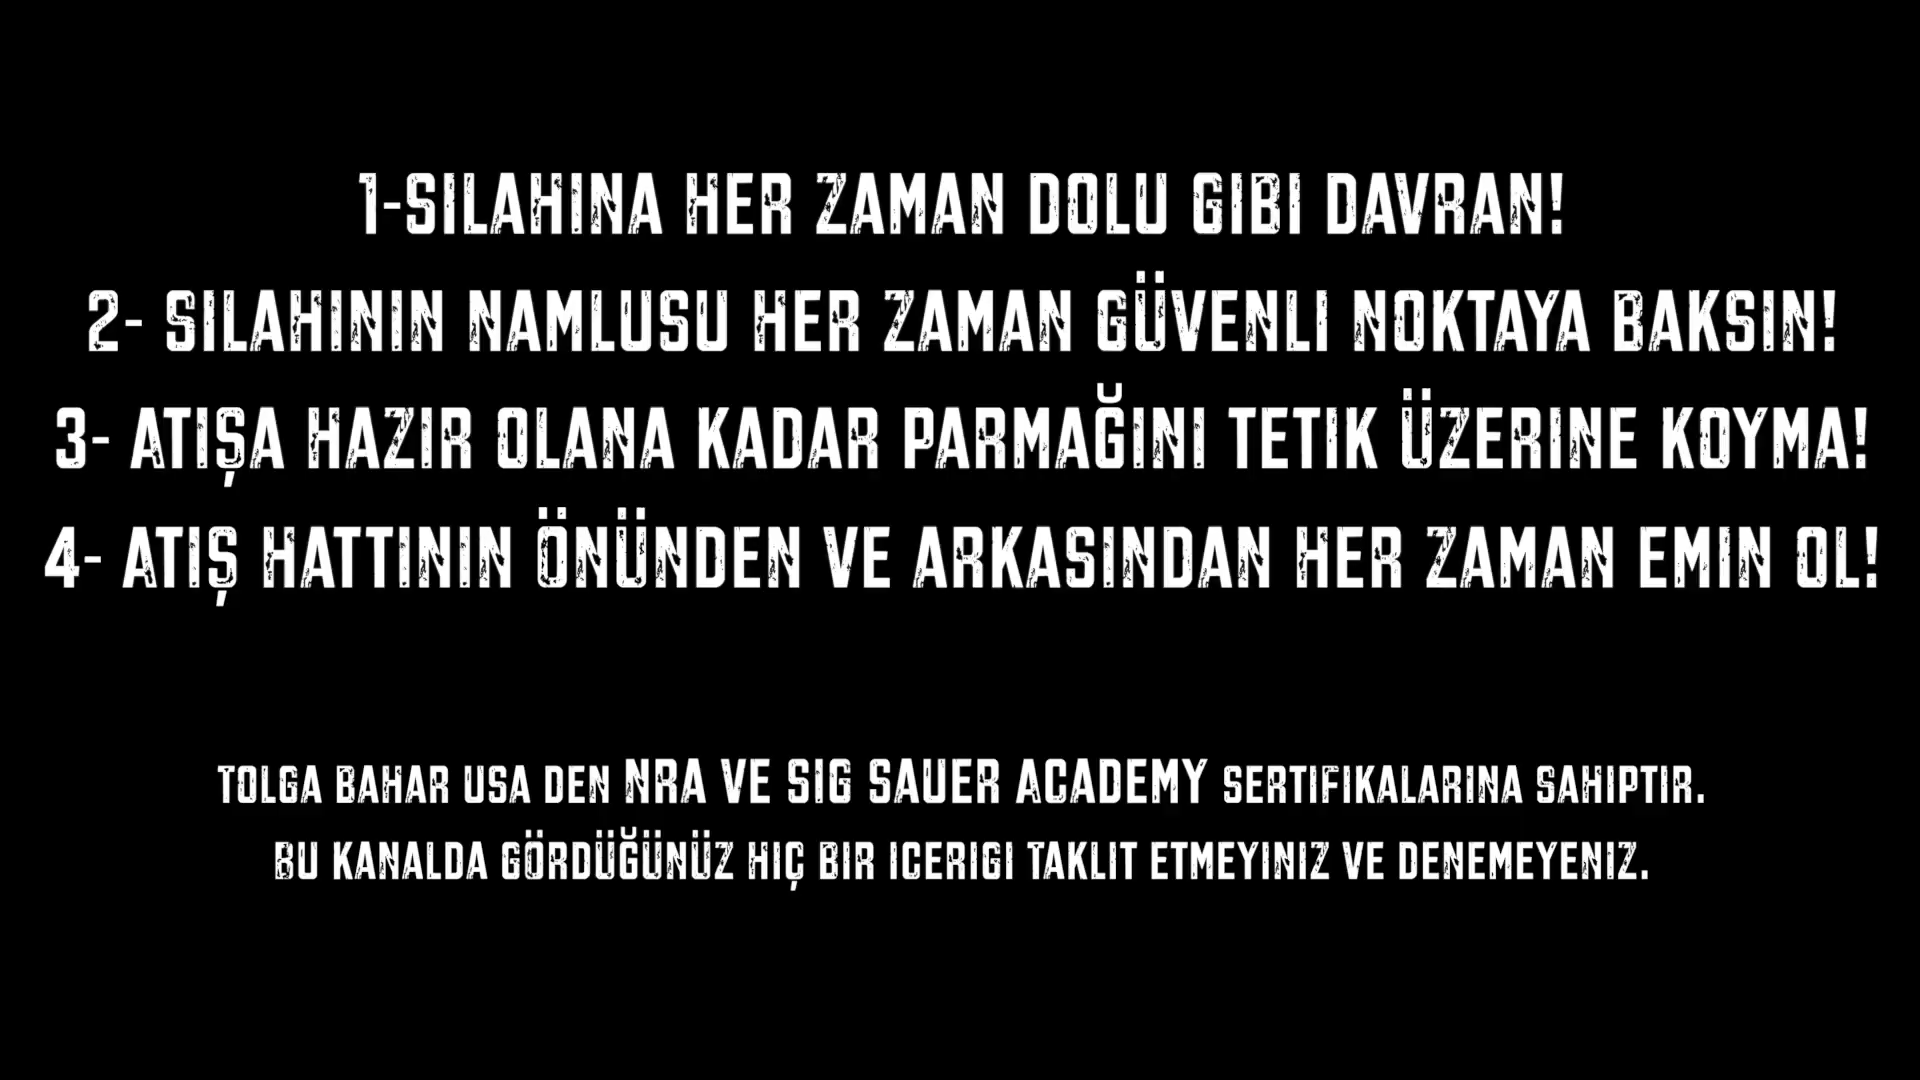 1-SILAHINA HER ZAMAN DOLU GIBI DAVRAN!
2- SILAHININ NAMLUSU HER ZAMAN GÜVENLI NOKTAYA BAKSIN!
3- ATIŞA HAZIR OLANA KADAR PARMAĞINI TETIK ÜZERINE KOYMA!
4- ATIŞ HATTININ ÖNÜNDEN VE ARKASINDAN HER ZAMAN EMIN OL!
TOLGA BAHAR USA DEN NRA VE SIG SAUER ACADEMY SERTIFIKALARINA SAHIPTIR.
BU KANALDA GÖRDÜĞÜNÜZ HIÇ BIR ICERIGI TAKLIT ETMEYINIZ VE DENEMEYENIZ.